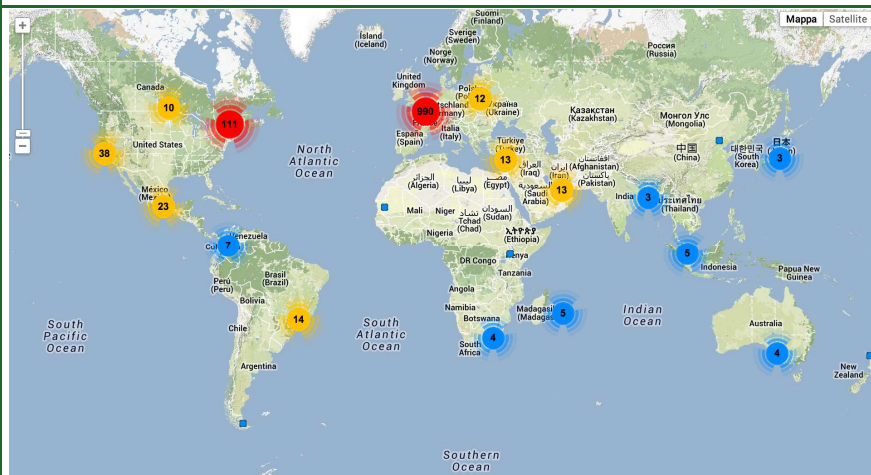 Suomi
(Finland)
Mappa
Satellite
Ísland
(Iceland)
Sverige
(Sweden)
Norge
(Norway)
Россия
(Russia)
Canada
United
Kingdom
10
990
12
Україна
(Ukraine)
Қазақстан
(Kazakhstan)
Монгол Улс
(Mongolia)
111
38
United States
North
Atlantic
Ocean
España
(Spain)
Italia
(Italy)
Türkiye
13
العراق
(Iraq)
ایران
(Iran)
افغانستان
(Afghanistan)
پاکستان
(Pakistan)
中国
(China)
대한민국
(South
Korea)
日本
3
México
23
الجزائر
(Algeria)
ليبيا
(Libya)
مصر
(Egypt)
السعودية
(Saudi
Arabia)
13
India
3
ประเทศไทย
(Thailand)
Mali
Niger
تشاد
Tchad
(Chad)
السودان
(Sudan)
Nigeria
ኢትዮጵያ
(Ethiopia)
7
Venezuela
Kenya
DR Congo
Tanzania
5
Indonesia
Papua New
Guinea
Perú
(Peru)
Brasil
(Brazil)
Bolivia
Angola
Namibia
Botswana
5
14
Chile
South
Pacific
Ocean
South
Atlantic
Ocean
Indian
Ocean
South
Africa
4
Australia
4
Argentina
New
Zealand
Southern
Ocean